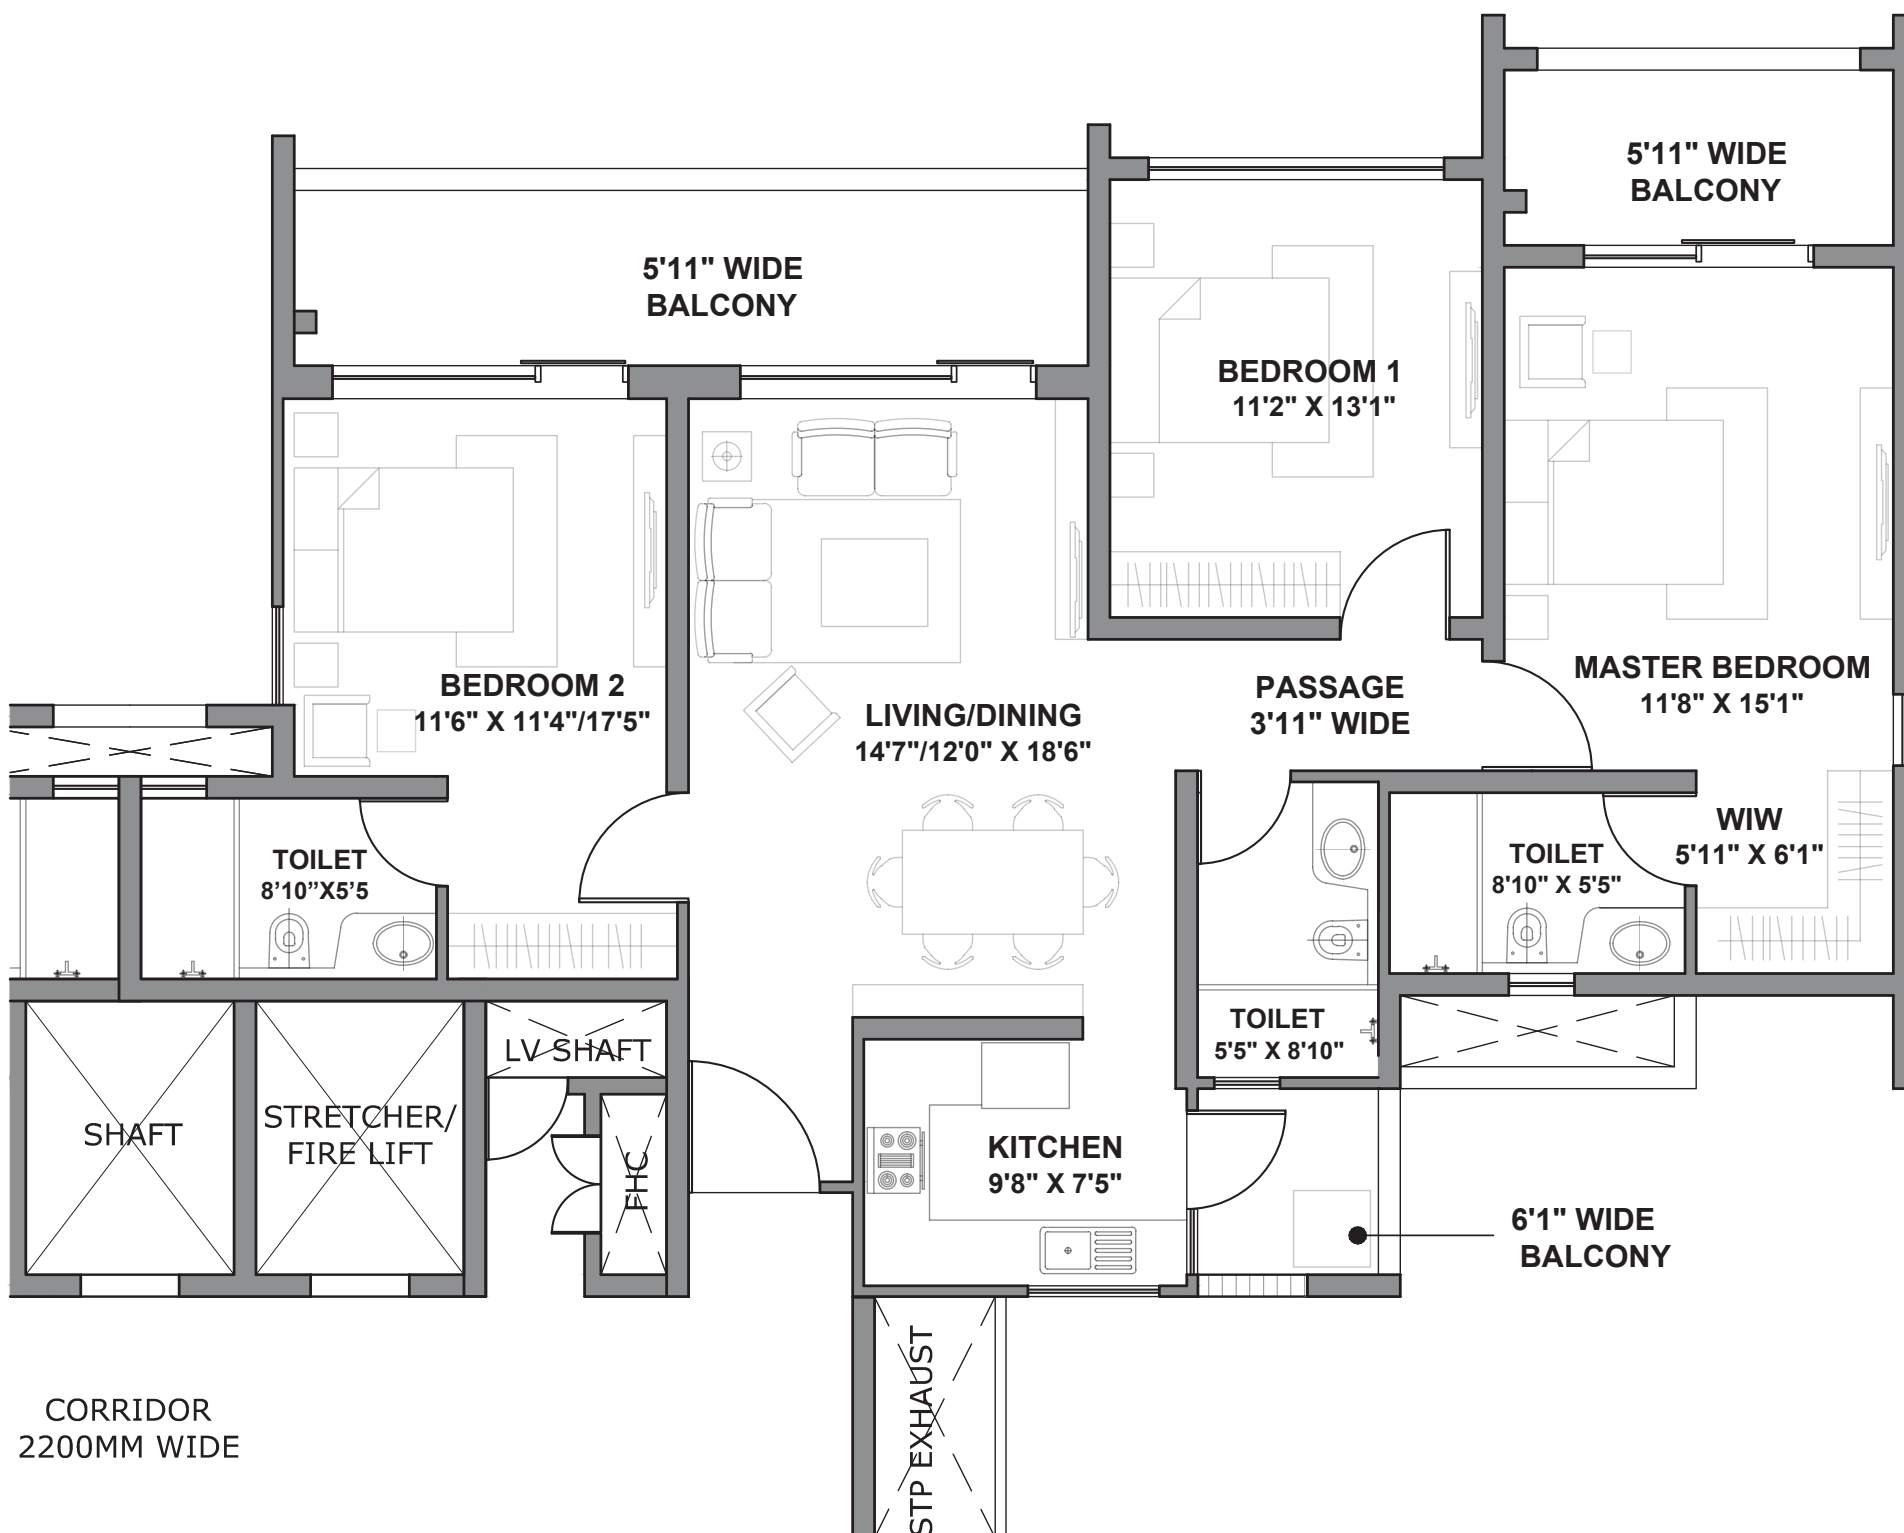 5'11" WIDE
BALCONY
5'11" WIDE
BALCONY
BEDROOM 1
11'2" X 13'1"
BEDROOM 2
11'6" X 11'4"/17'5"
LIVING/DINING
14'7"/12'0" X 18'6"
PASSAGE
3'11" WIDE
MASTER BEDROOM
11'8" X 15'1"
TOILET
8’10”X5’5
TOILET
8'10" X 5'5"
WIW
5'11" X 6'1"
TOILET
5'5" X 8'10"
LV SHAFT
SHAFT
STRETCHER/
FIRE LIFT
FHC
KITCHEN
9'8" X 7'5"
6'1" WIDE
BALCONY
STP EXHAUST
CORRIDOR
2200MM WIDE